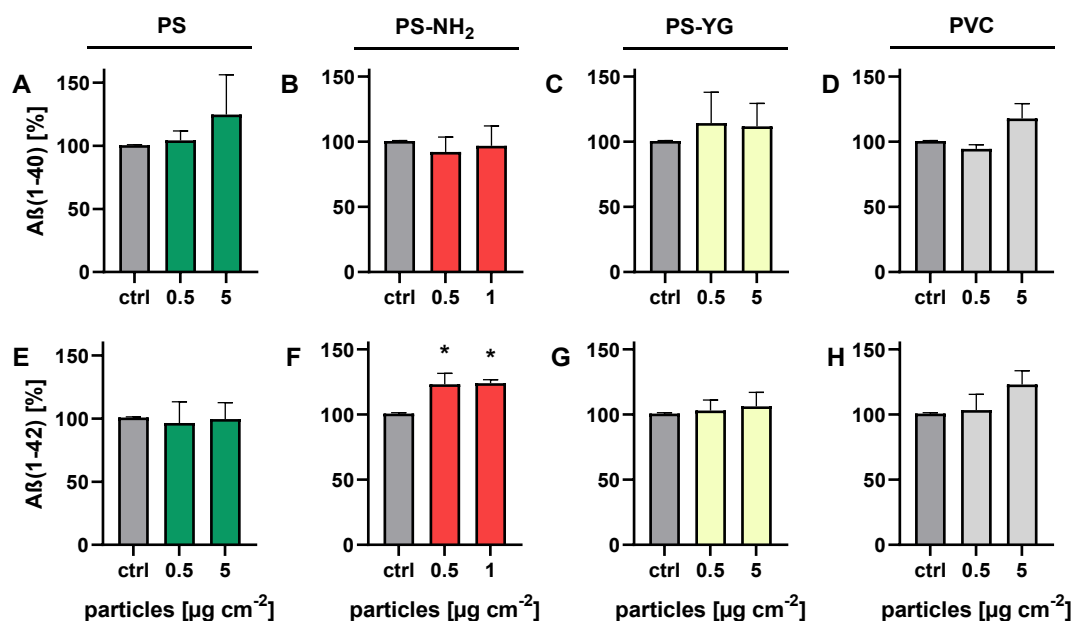 PS PS-NH₂ PS-YG PVC
A B C D
Aß(1-40) [%]
150 150 150 150
100 100 100 100
50 50 50 50
0 0 0 0
ctrl 0.5 5 ctrl 0.5 1 ctrl 0.5 5 ctrl 0.5 5
E F G H
Aß(1-42) [%]
150 150 150 150
* *
100 100 100 100
50 50 50 50
0 0 0 0
ctrl 0.5 5 ctrl 0.5 1 ctrl 0.5 5 ctrl 0.5 5
particles [µg cm⁻²] particles [µg cm⁻²] particles [µg cm⁻²] particles [µg cm⁻²]